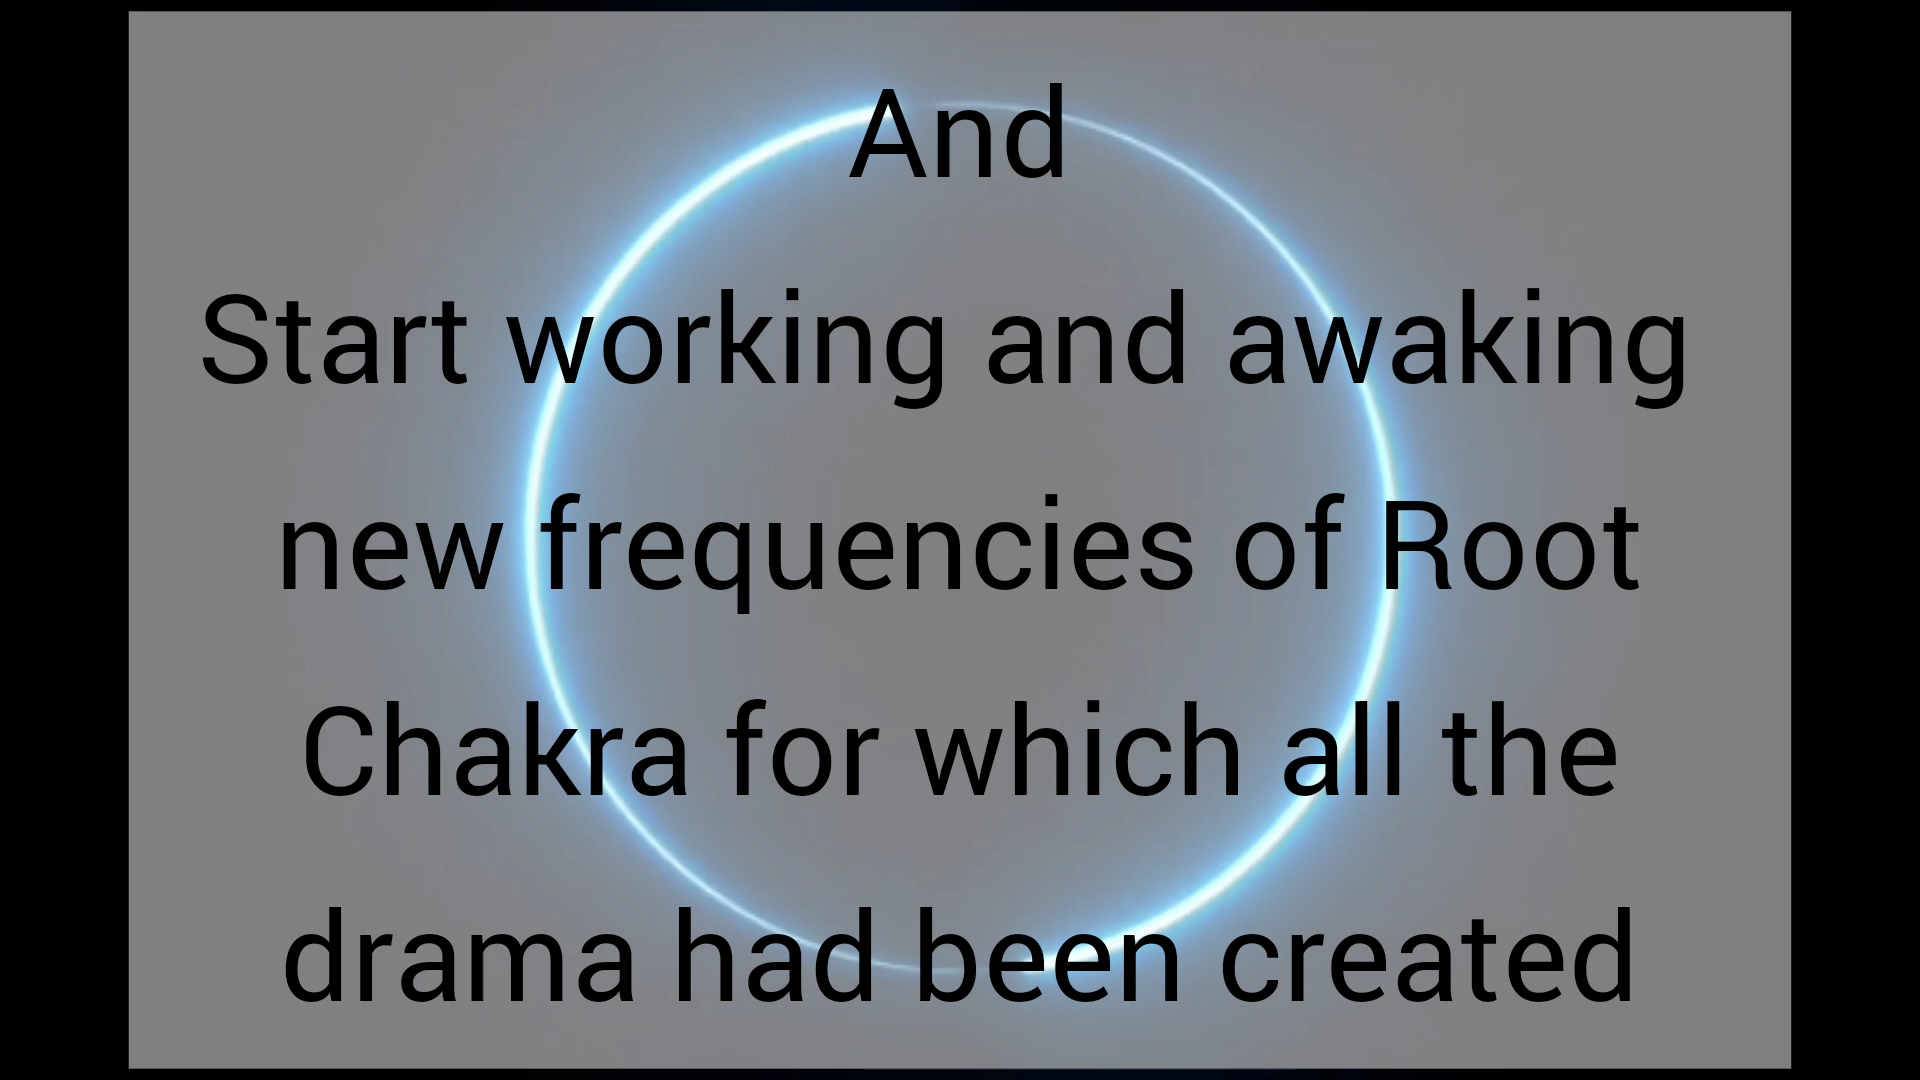 And
Start working and awaking
new frequencies of Root
Chakra for which all the
drama had been created